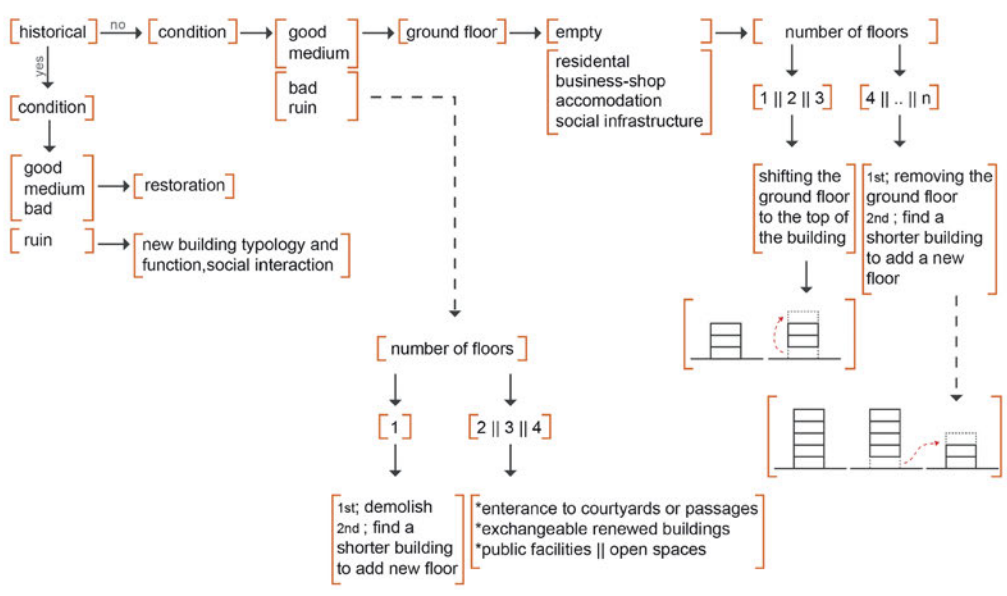 historical
no
condition
good
medium
ground floor
empty
number of floors
yes
bad
ruin
residental
business-shop
accomodation
social infrastructure
1 || 2 || 3
4 || .. || n
condition
good
medium
bad
restoration
ruin
new building typology and
function,social interaction
shifting the
ground floor
to the top of
the building
1st; removing the
ground floor
2nd ; find a
shorter building
to add a new
floor
number of floors
1
2 || 3 || 4
1st; demolish
2nd ; find a
shorter building
to add new floor
*enterance to courtyards or passages
*exchangeable renewed buildings
*public facilities || open spaces